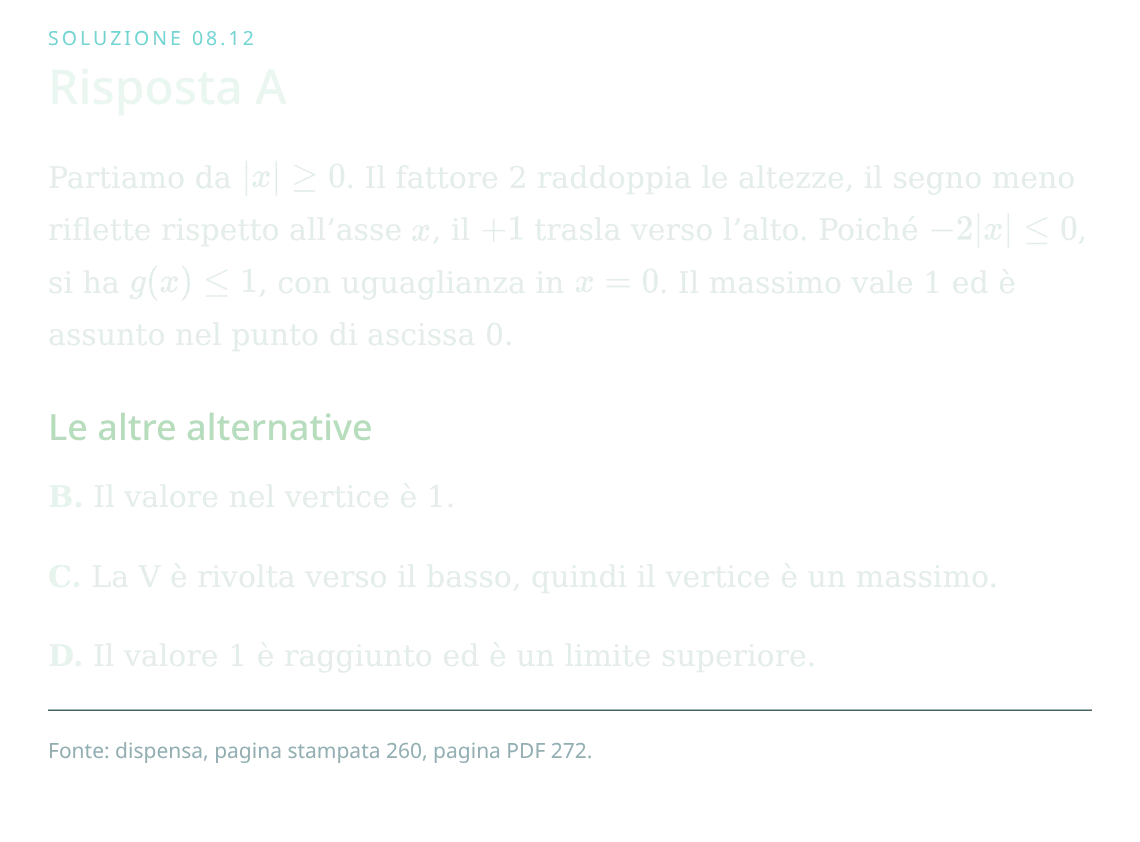 SOLUZIONE 08.12
Risposta A
Partiamo da |x| ≥ 0. Il fattore 2 raddoppia le altezze, il segno meno
riflette rispetto all’asse x, il +1 trasla verso l’alto. Poiché −2|x| ≤ 0,
si ha g(x) ≤ 1, con uguaglianza in x = 0. Il massimo vale 1 ed è
assunto nel punto di ascissa 0.
Le altre alternative
B. Il valore nel vertice è 1.
C. La V è rivolta verso il basso, quindi il vertice è un massimo.
D. Il valore 1 è raggiunto ed è un limite superiore.
Fonte: dispensa, pagina stampata 260, pagina PDF 272.